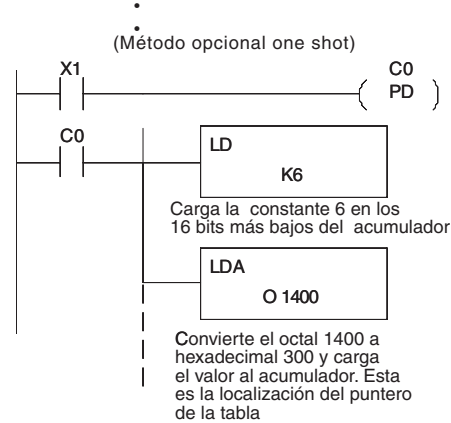 (Método opcional one shot)
X1
C0
PD
C0
LD
K6
Carga la constante 6 en los
16 bits más bajos del acumulador
LDA
O 1400
Convierte el octal 1400 a
hexadecimal 300 y carga
el valor al acumulador. Esta
es la localización del puntero
de la tabla